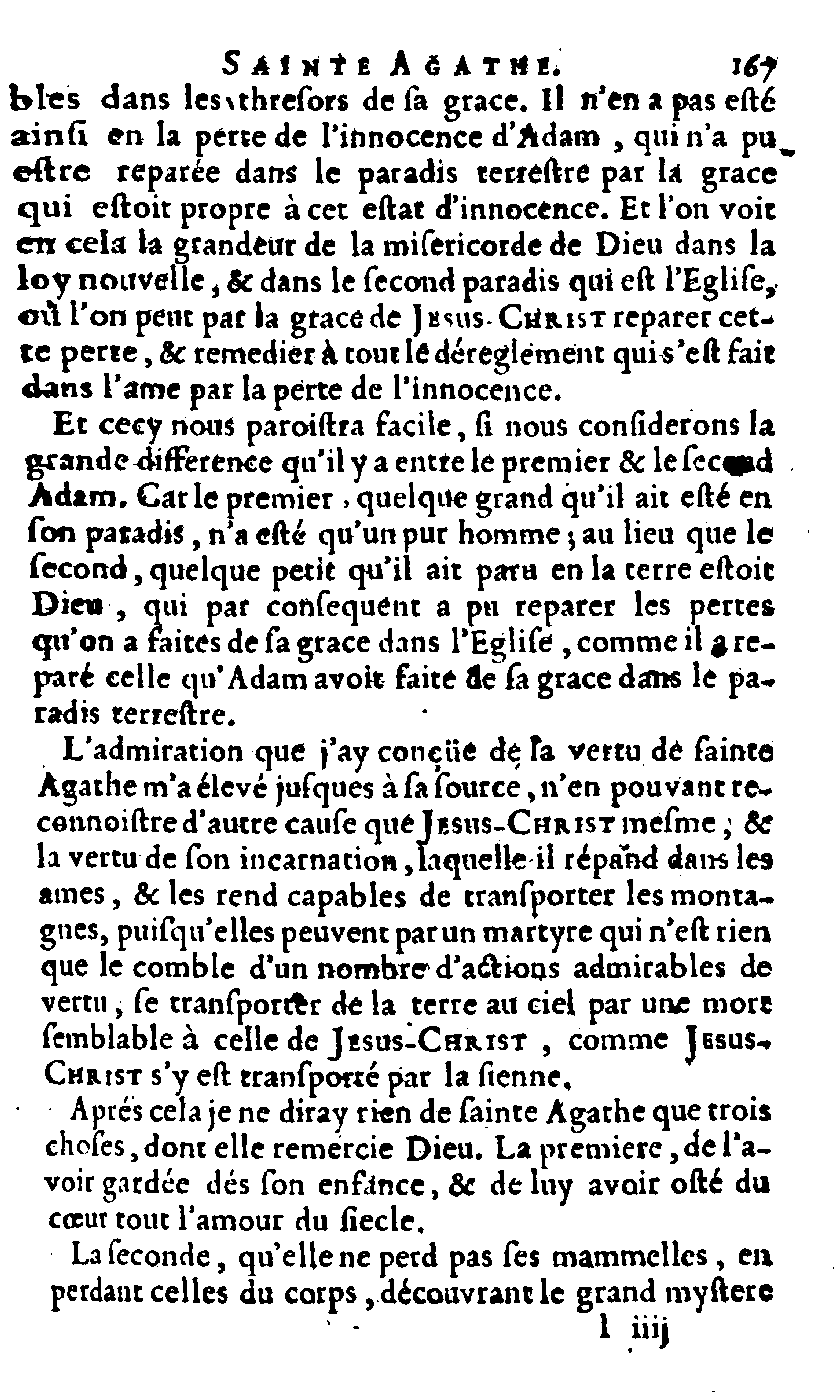 SAINTE AGATHE. 167
bles dans les threſors de ſa grace. Il n'en a pas eſté
ainſi en la perte de l'innocence d'Adam, qui n'a pu
eſtre reparée dans le paradis terreſtre par la grace
qui eſtoit propre à cet eſtat d'innocence. Et l'on voit
en cela la grandeur de la miſericorde de Dieu dans la
loy nouvelle, & dans le ſecond paradis qui eſt l'Egliſe,
où l'on peut par la grace de JESUS-CHRIST reparer cet-
te perte, & remedier à tout le déreglement qui s'eſt fait
dans l'ame par la perte de l'innocence.
Et cecy nous paroiſtra facile, ſi nous conſiderons la
grande difference qu'il y a entre le premier & le ſecond
Adam. Car le premier, quelque grand qu'il ait eſté en
ſon paradis, n'a eſté qu'un pur homme; au lieu que le
ſecond, quelque petit qu'il ait paru en la terre eſtoit
Dieu, qui par conſequent a pu reparer les pertes
qu'on a faites de ſa grace dans l'Egliſe, comme il a re-
paré celle qu'Adam avoit faite de ſa grace dans le pa-
radis terreſtre.
L'admiration que j'ay conçüe de la vertu de ſainte
Agathe m'a élevé juſques à ſa ſource, n'en pouvant re-
connoiſtre d'autre cauſe que JESUS-CHRIST meſme; &
la vertu de ſon incarnation, laquelle il répand dans les
ames, & les rend capables de tranſporter les monta-
gnes, puiſqu'elles peuvent par un martyre qui n'eſt rien
que le comble d'un nombre d'actions admirables de
vertu, ſe tranſporter de la terre au ciel par une mort
ſemblable à celle de JESUS-CHRIST, comme JESUS-
CHRIST s'y eſt tranſporté par la ſienne.
Aprés cela je ne diray rien de ſainte Agathe que trois
choſes, dont elle remercie Dieu. La premiere, de l'a-
voir gardée dés ſon enfance, & de luy avoir oſté du
cœur tout l'amour du ſiecle.
La ſeconde, qu'elle ne perd pas ſes mammelles, en
perdant celles du corps, découvrant le grand myſtere
l iiij